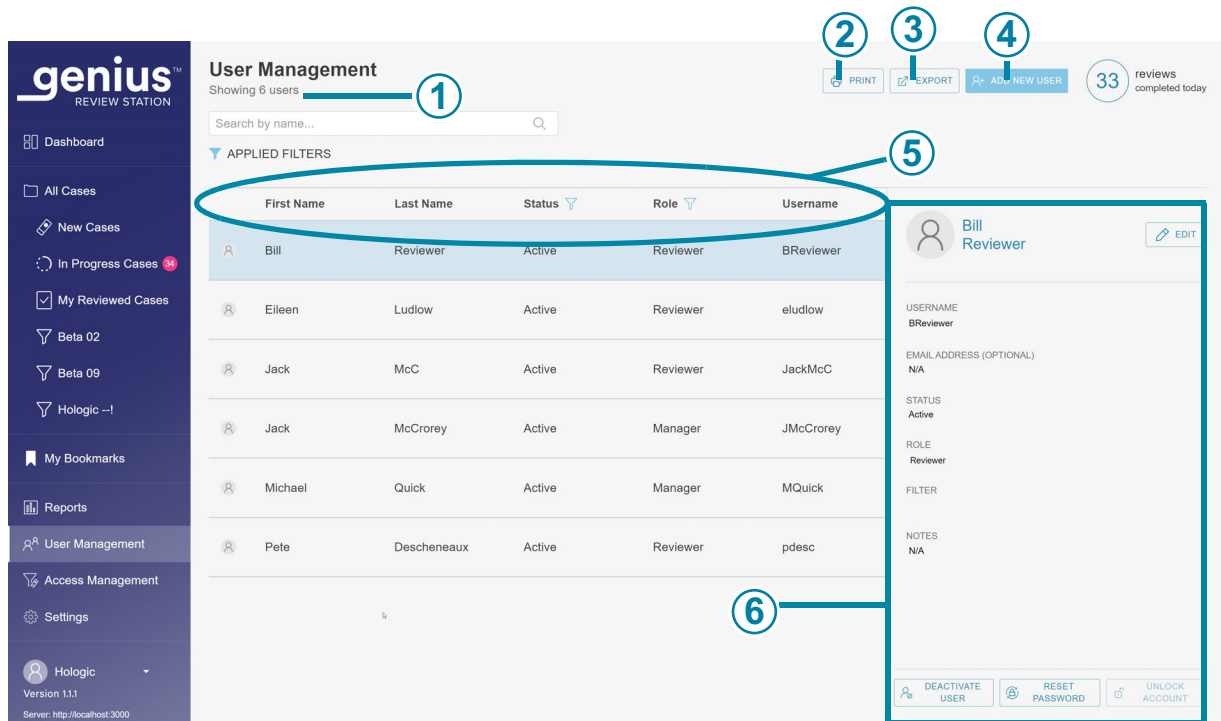 2
3
4
genius™
REVIEW STATION
User Management
Showing 6 users
1
PRINT
EXPORT
ADD NEW USER
33
reviews
completed today
Search by name...
Dashboard
APPLIED FILTERS
5
All Cases
First Name Last Name Status Role Username
New Cases
Bill Reviewer Active Reviewer BReviewer
Bill
Reviewer
EDIT
In Progress Cases 34
My Reviewed Cases
Eileen Ludlow Active Reviewer eludlow
USERNAME
BReviewer
Beta 02
EMAIL ADDRESS (OPTIONAL)
N/A
Beta 09
Jack McC Active Reviewer JackMcC
STATUS
Active
Hologic --!
Jack McCrorey Active Manager JMcCrorey
ROLE
Reviewer
My Bookmarks
Michael Quick Active Manager MQuick
FILTER
Reports
User Management
Pete Descheneaux Active Reviewer pdesc
NOTES
N/A
Access Management
6
Settings
Hologic
Version 1.1.1
Server: http://localhost:3000
DEACTIVATE
USER
RESET
PASSWORD
UNLOCK
ACCOUNT